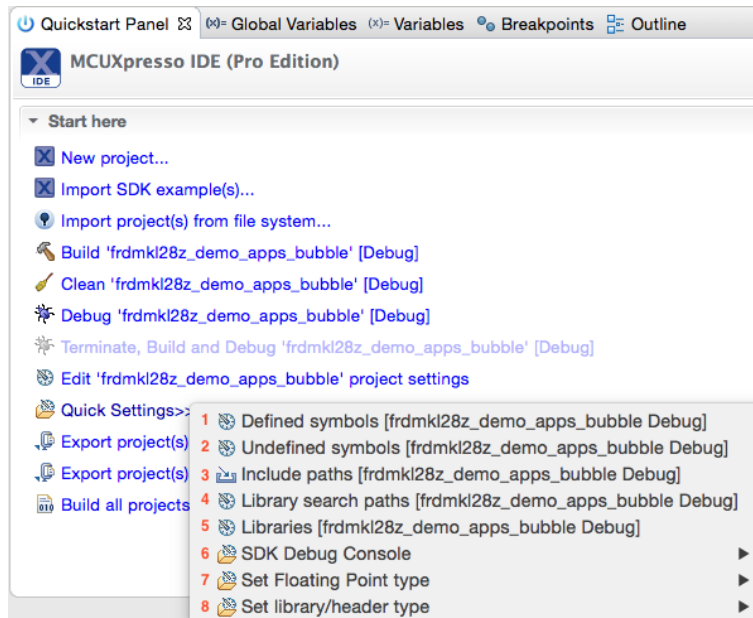 Quickstart Panel (x)= Global Variables (x)= Variables Breakpoints Outline
IDE
MCUXpresso IDE (Pro Edition)
Start here
New project...
Import SDK example(s)...
Import project(s) from file system...
Build 'frdmkl28z_demo_apps_bubble' [Debug]
Clean 'frdmkl28z_demo_apps_bubble' [Debug]
Debug 'frdmkl28z_demo_apps_bubble' [Debug]
Terminate, Build and Debug 'frdmkl28z_demo_apps_bubble' [Debug]
Edit 'frdmkl28z_demo_apps_bubble' project settings
Quick Settings>>
1 Defined symbols [frdmkl28z_demo_apps_bubble Debug]
Export project(s)
2 Undefined symbols [frdmkl28z_demo_apps_bubble Debug]
Export project(s)
3 Include paths [frdmkl28z_demo_apps_bubble Debug]
Build all projects
4 Library search paths [frdmkl28z_demo_apps_bubble Debug]
5 Libraries [frdmkl28z_demo_apps_bubble Debug]
6 SDK Debug Console
7 Set Floating Point type
8 Set library/header type